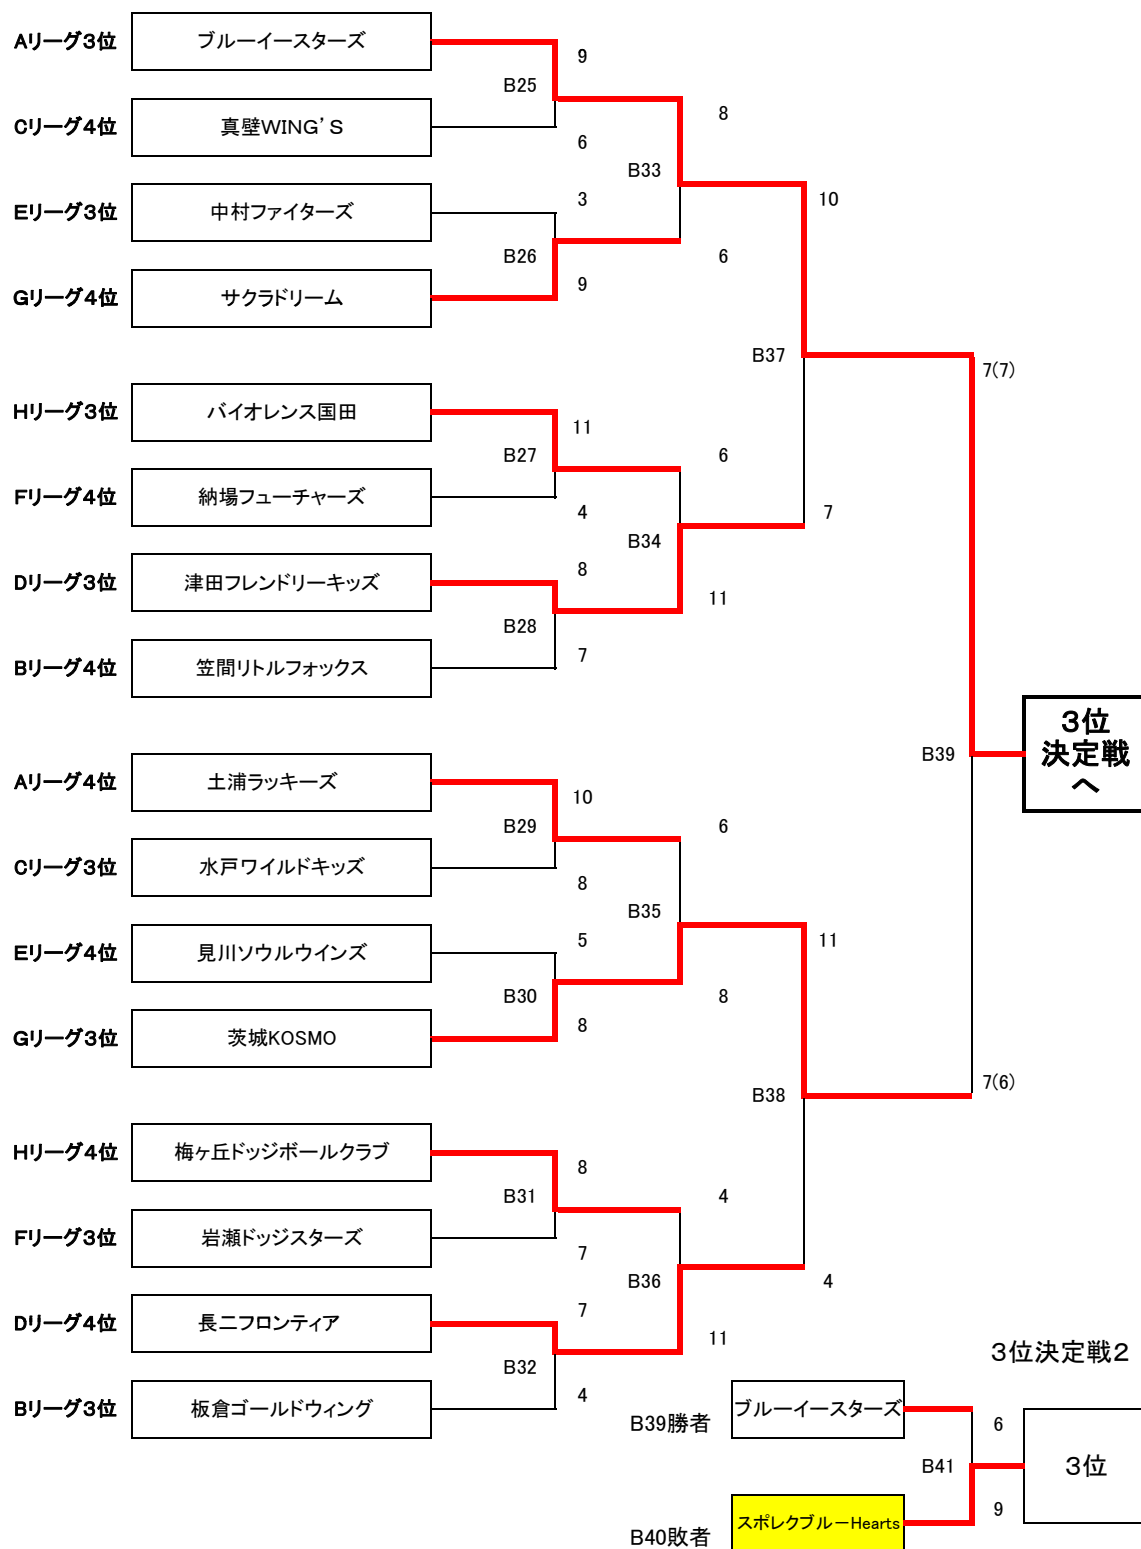 Aリーグ3位
ブルーイースターズ
9
B25
8
Cリーグ4位
真壁WING'S
6
B33
Eリーグ3位
中村ファイターズ
3
10
B26
6
Gリーグ4位
サクラドリーム
9
B37
7(7)
Hリーグ3位
バイオレンス国田
11
B27
6
Fリーグ4位
納場フューチャーズ
4
7
B34
Dリーグ3位
津田フレンドリーキッズ
8
11
B28
Bリーグ4位
笠間リトルフォックス
7
3位
決定戦
へ
B39
Aリーグ4位
土浦ラッキーズ
10
B29
6
Cリーグ3位
水戸ワイルドキッズ
8
B35
Eリーグ4位
見川ソウルウインズ
5
11
B30
8
Gリーグ3位
茨城KOSMO
8
B38
7(6)
Hリーグ4位
梅ヶ丘ドッジボールクラブ
8
B31
4
Fリーグ3位
岩瀬ドッジスターズ
7
B36
4
Dリーグ4位
長二フロンティア
7
11
B32
Bリーグ3位
板倉ゴールドウィング
4
3位決定戦2
B39勝者
ブルーイースターズ
6
B41
3位
B40敗者
スポレクブルーHearts
9